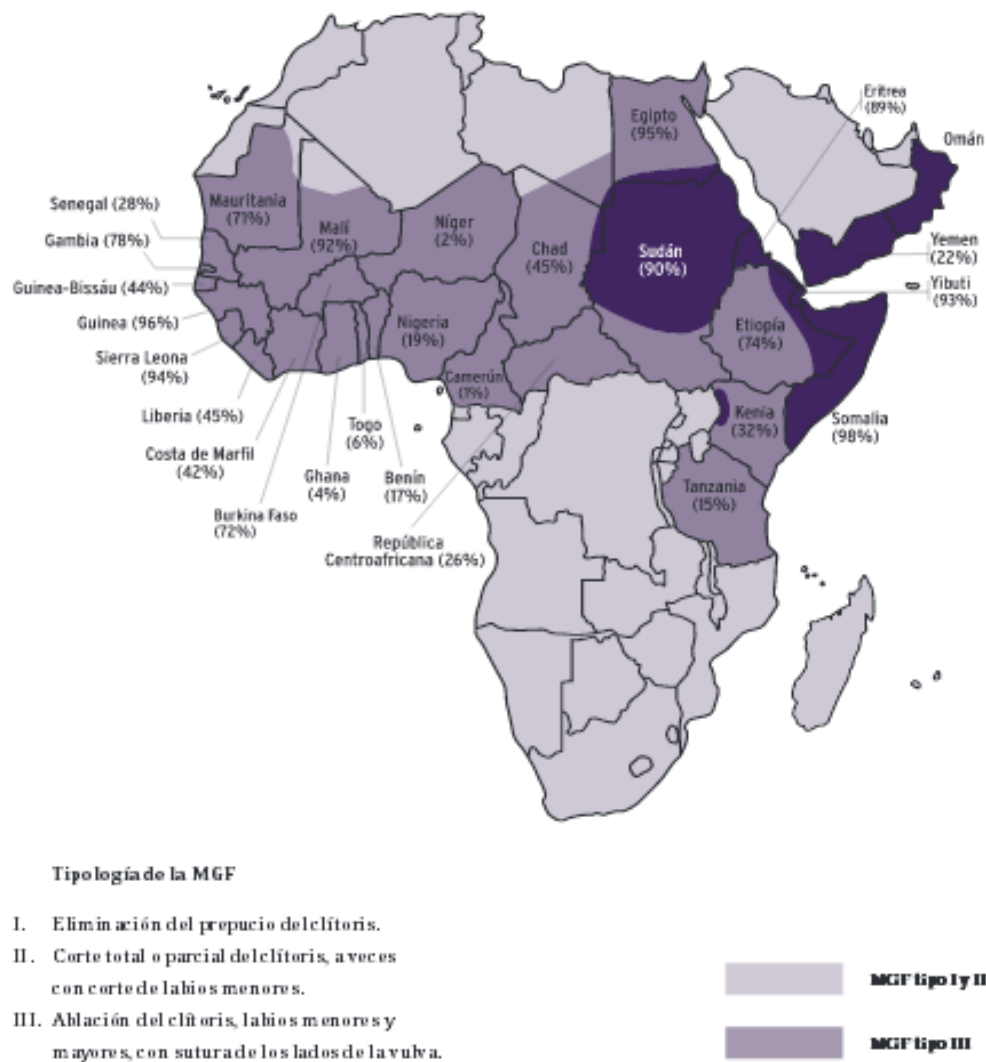 Eritrea
(89%)
Egipto
(95%)
Omán
Senegal (28%)
Mauritania
(71%)
Malí
(92%)
Níger
(2%)
Chad
(45%)
Sudán
(90%)
Gambia (78%)
Yemen
(22%)
Guinea-Bissáu (44%)
Yibuti
(93%)
Guinea (96%)
Nigeria
(19%)
Etiopía
(74%)
Sierra Leona
(94%)
Camerún
(1%)
Liberia (45%)
Togo
(6%)
Kenia
(32%)
Somalia
(98%)
Costa de Marfil
(42%)
Ghana
(4%)
Benín
(17%)
Tanzania
(15%)
Burkina Faso
(72%)
República
Centroafricana (26%)
Tipología de la MGF
I. Eliminación del prepucio del clítoris.
II. Corte total o parcial del clítoris, a veces
con corte de labios menores.
III. Ablación del clítoris, labios menores y
mayores, con sutura de los lados de la vulva.
MGF tipo I y II
MGF tipo III